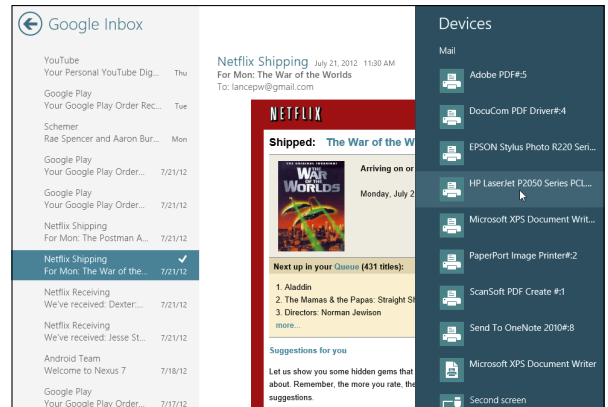 Google Inbox
YouTube
Your Personal YouTube Dig... Thu
Google Play
Your Google Play Order Rec... Tue
Schemer
Rae Spencer and Aaron Bur... Mon
Google Play
Your Google Play Order... 7/21/12
Google Play
Your Google Play Order... 7/21/12
Netflix Shipping
For Mon: The Postman A... 7/21/12
Netflix Shipping
For Mon: The War of the... 7/21/12
Netflix Receiving
We've received: Dexter:... 7/21/12
Netflix Receiving
We've received: Jesse St... 7/21/12
Android Team
Welcome to Nexus 7 7/18/12
Google Play
Your Google Play Order... 7/17/12
Netflix Shipping July 21, 2012 11:30 AM
For Mon: The War of the Worlds
To: lancepw@gmail.com
NETFLIX
Shipped: The War of the W
THE ORIGINAL INVASION!
THE WAR OF THE WORLDS
Arriving on or
Monday, July 2
Next up in your Queue (431 titles):
1. Aladdin
2. The Mamas & the Papas: Straight Sh
3. Directors: Norman Jewison
more...
Suggestions for you
Let us show you some hidden gems that
about. Remember, the more you rate, the
suggestions.
Devices
Mail
Adobe PDF#:5
DocuCom PDF Driver#:4
EPSON Stylus Photo R220 Seri...
HP LaserJet P2050 Series PCL...
Microsoft XPS Document Writ...
PaperPort Image Printer#:2
ScanSoft PDF Create #:1
Send To OneNote 2010#:8
Microsoft XPS Document Writer
Second screen